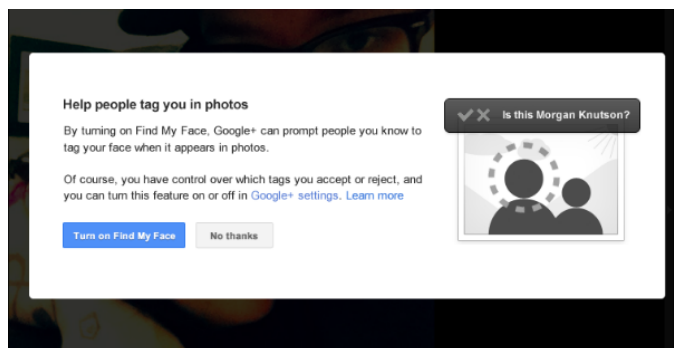 Help people tag you in photos
By turning on Find My Face, Google+ can prompt people you know to
tag your face when it appears in photos.
Of course, you have control over which tags you accept or reject, and
you can turn this feature on or off in Google+ settings. Learn more
Turn on Find My Face
No thanks
Is this Morgan Knutson?